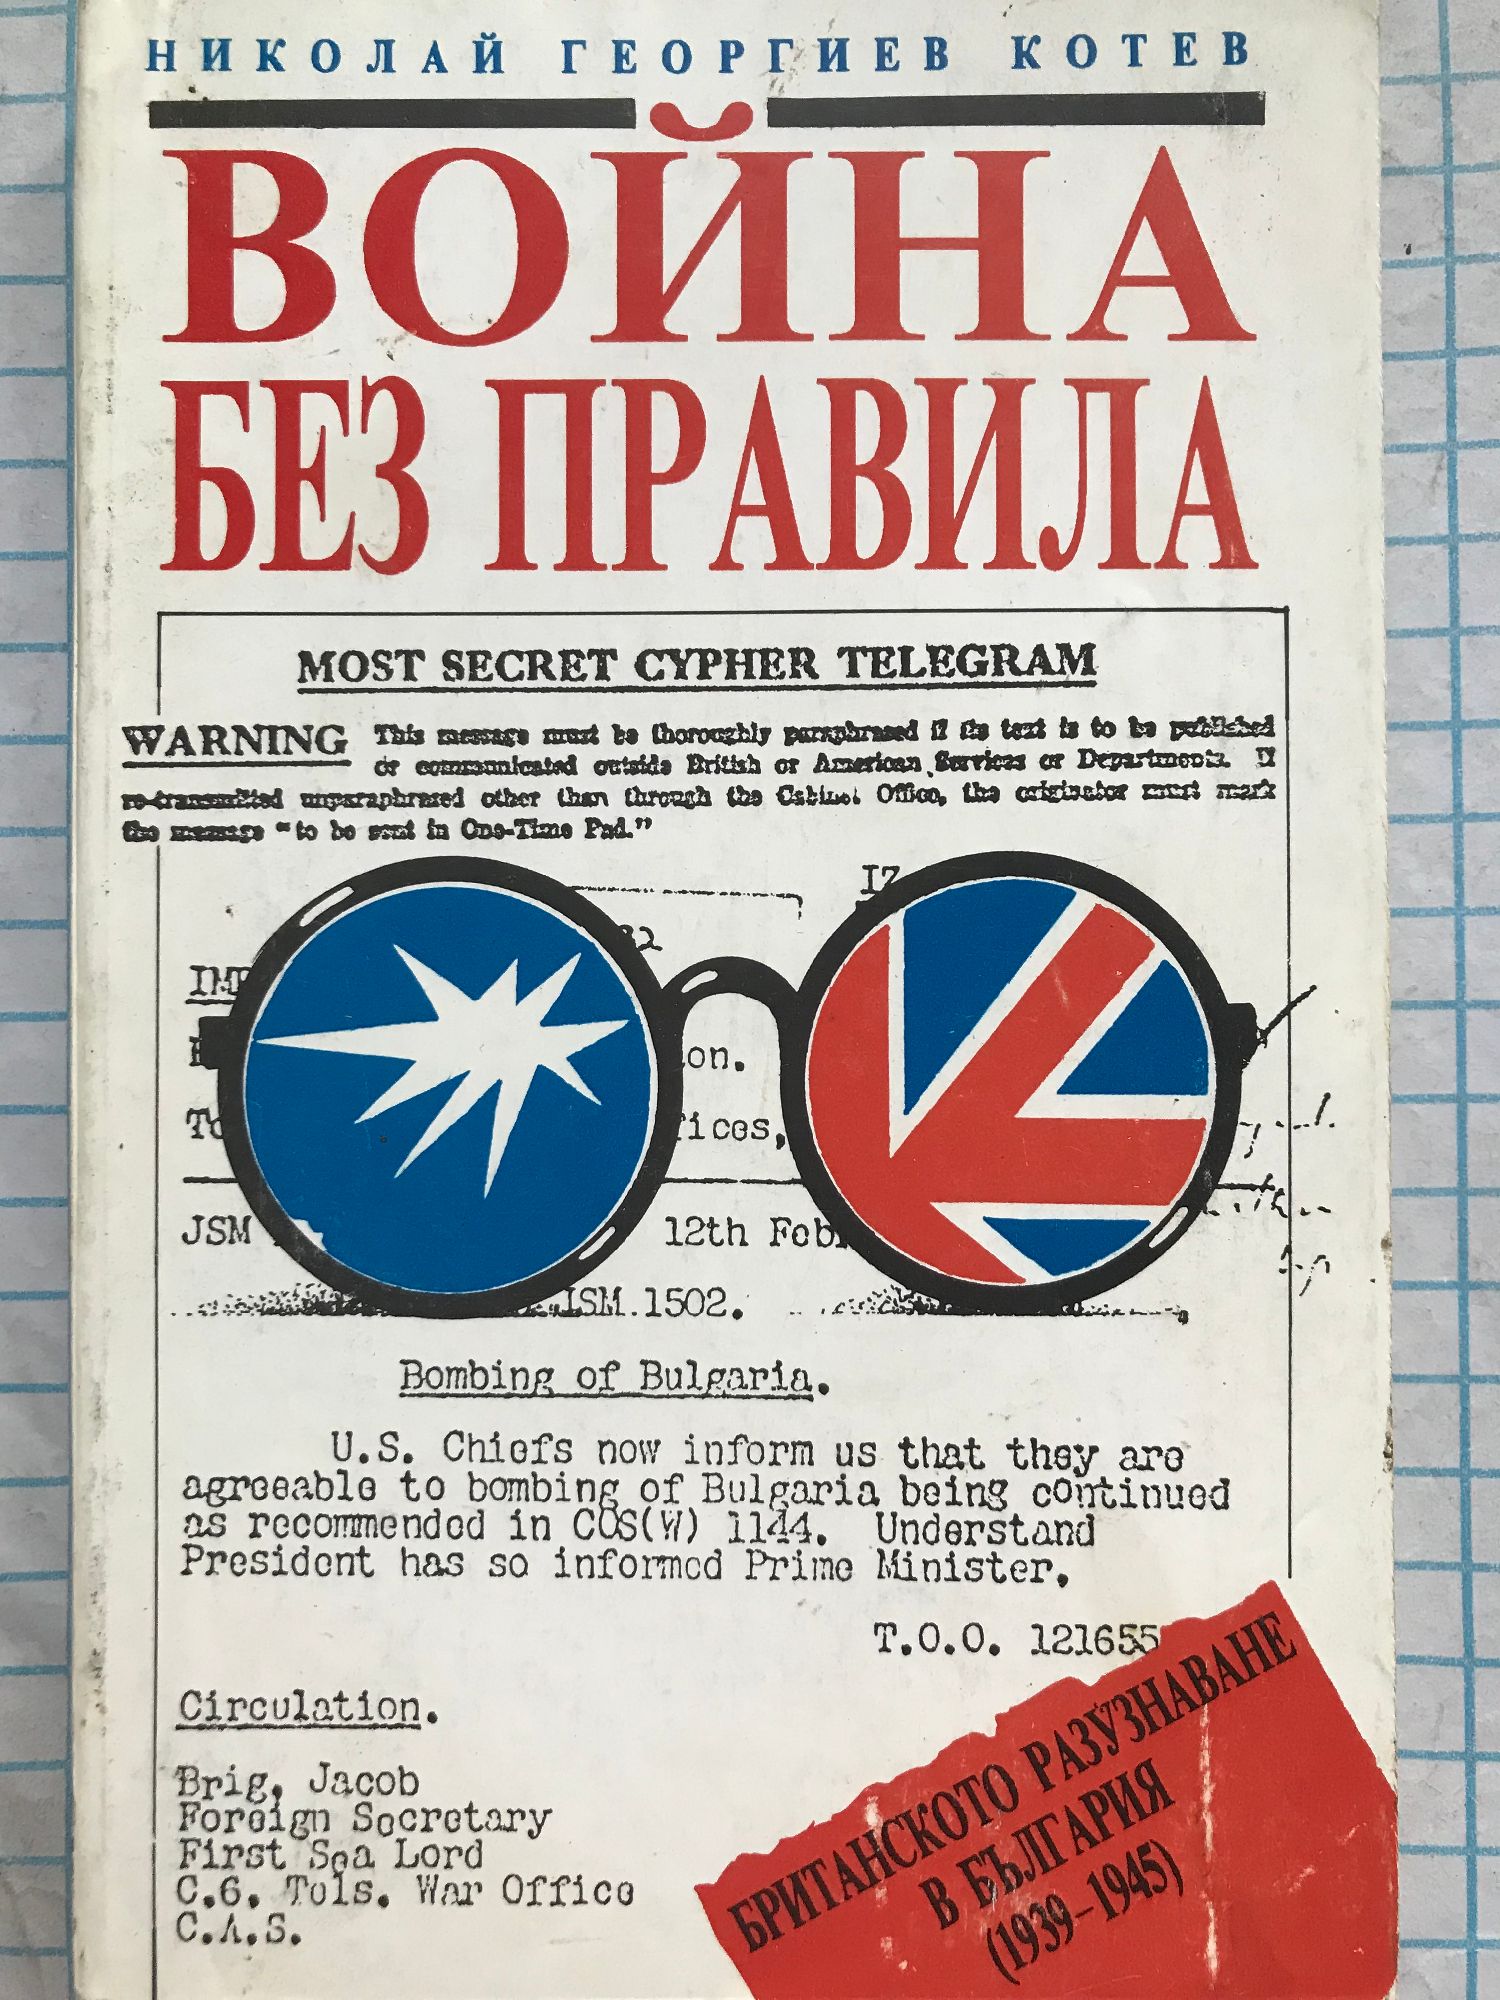 НИКОЛАЙ ГЕОРГИЕВ КОТЕВ
ВОЙНА
БЕЗ ПРАВИЛА
MOST SECRET CYPHER TELEGRAM
WARNING This message must be thoroughly paraphrased if its text is to be published
or communicated outside British or American Services or Departments. If
re-transmitted unparaphrased other than through the Cabinet Office, the originator must mark
the message "to be sent in One-Time Pad."
IZ
IM
on.
To
ices,
JSM
12th Feb
JSM.1502.
Bombing of Bulgaria.
U.S. Chiefs now inform us that they are
agreeable to bombing of Bulgaria being continued
as recommended in COS(W) 1144. Understand
President has so informed Prime Minister.
T.O.O. 121655
Circulation.
Brig. Jacob
Foreign Secretary
First Sea Lord
C.6. Tels. War Office
C.A.S.
БРИТАНСКОТО РАЗУЗНАВАНЕ
В БЪЛГАРИЯ
(1939–1945)